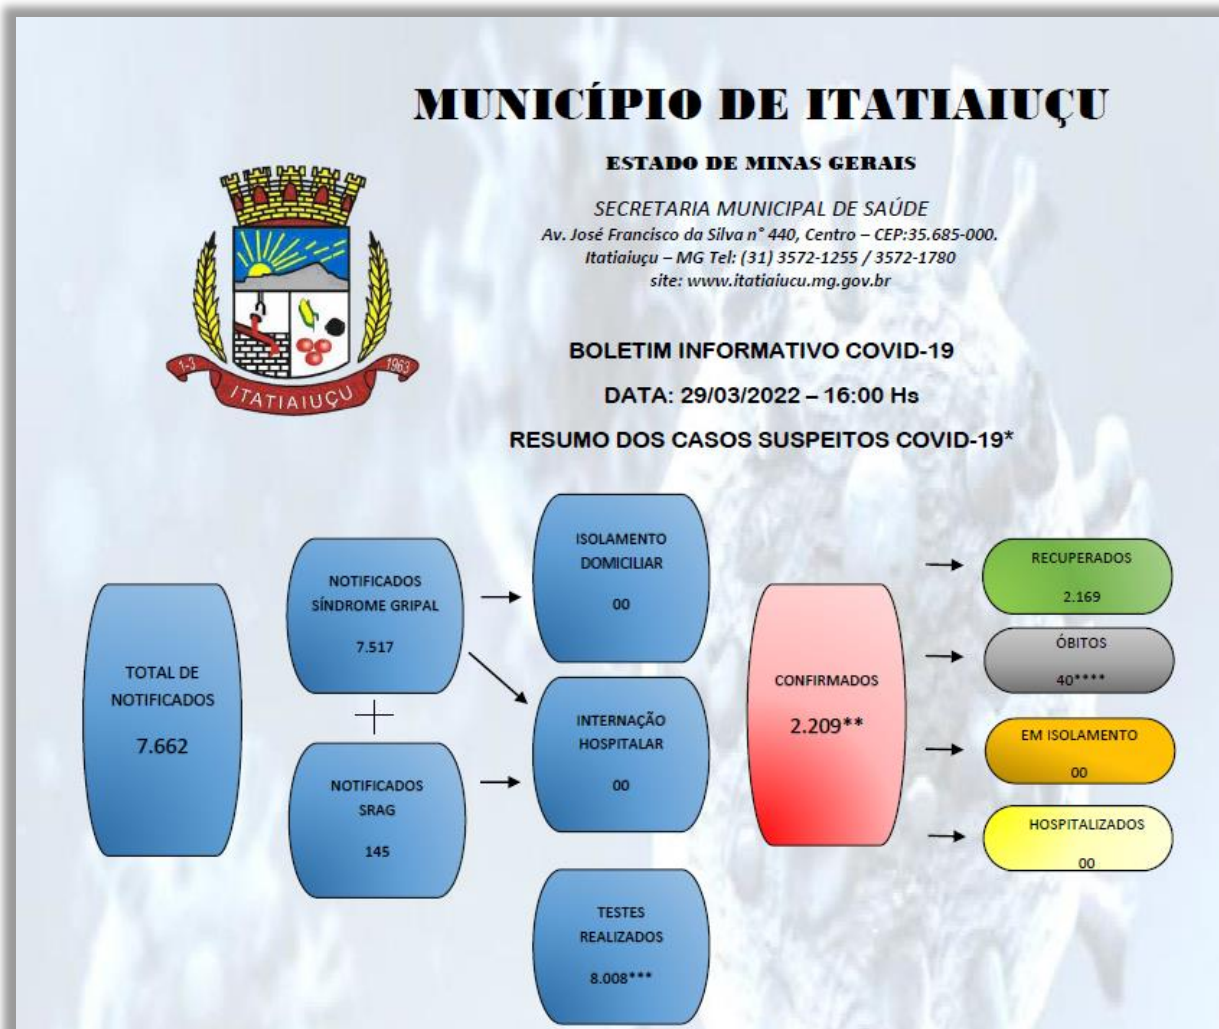 MUNICÍPIO DE ITATIAIUÇU
ESTADO DE MINAS GERAIS
SECRETARIA MUNICIPAL DE SAÚDE
Av. José Francisco da Silva n° 440, Centro – CEP:35.685-000.
Itatiaiuçu – MG Tel: (31) 3572-1255 / 3572-1780
site: www.itatiaiucu.mg.gov.br
1-3
1963
ITATIAIUÇU
BOLETIM INFORMATIVO COVID-19
DATA: 29/03/2022 – 16:00 Hs
RESUMO DOS CASOS SUSPEITOS COVID-19*
TOTAL DE
NOTIFICADOS
7.662
NOTIFICADOS
SÍNDROME GRIPAL
7.517
NOTIFICADOS
SRAG
145
ISOLAMENTO
DOMICILIAR
00
INTERNAÇÃO
HOSPITALAR
00
TESTES
REALIZADOS
8.008***
CONFIRMADOS
2.209**
RECUPERADOS
2.169
ÓBITOS
40****
EM ISOLAMENTO
00
HOSPITALIZADOS
00